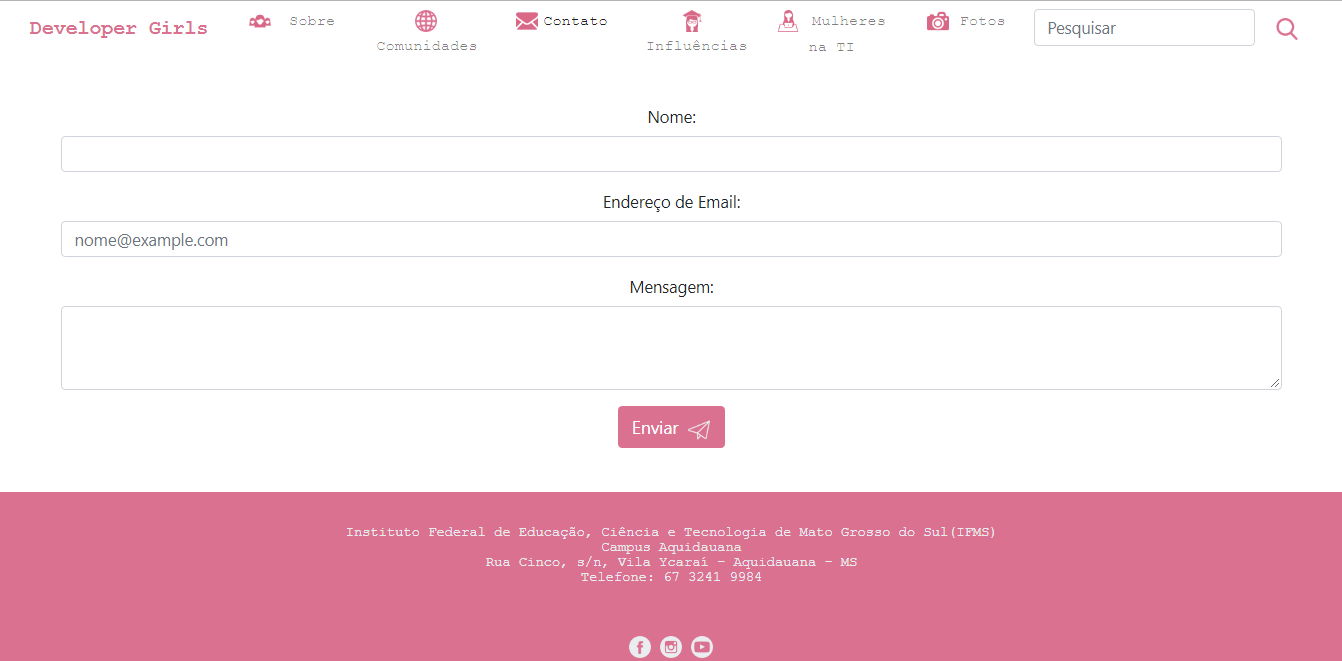 Developer Girls
Sobre
Comunidades
Contato
Influências
Mulheres
na TI
Fotos
Pesquisar
Nome:
Endereço de Email:
nome@example.com
Mensagem:
Enviar
Instituto Federal de Educação, Ciência e Tecnologia de Mato Grosso do Sul(IFMS)
Campus Aquidauana
Rua Cinco, s/n, Vila Ycaraí - Aquidauana - MS
Telefone: 67 3241 9984